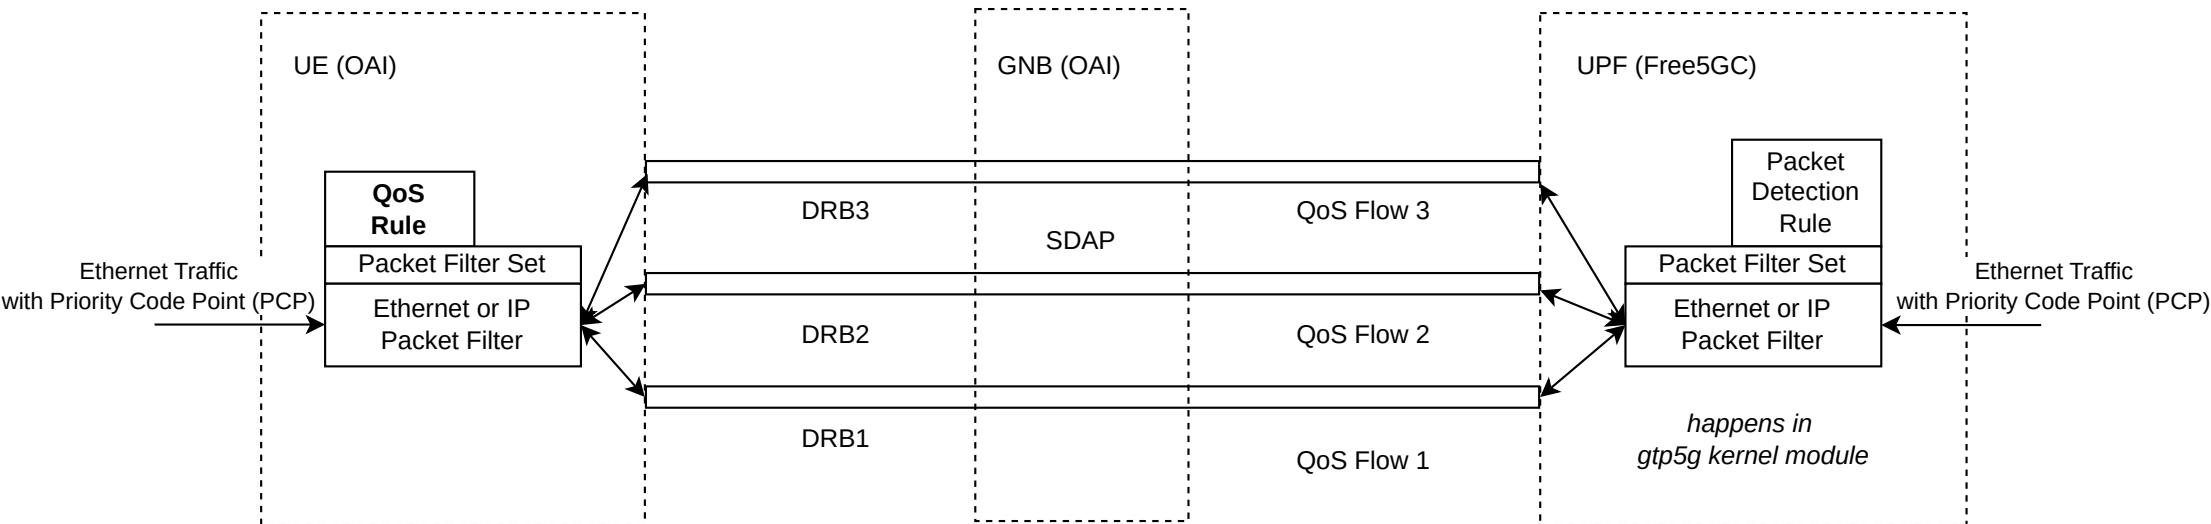 UE (OAI)
GNB (OAI)
UPF (Free5GC)
QoS
Rule
Packet Filter Set
Ethernet or IP
Packet Filter
Ethernet Traffic
with Priority Code Point (PCP)
DRB3
SDAP
DRB2
DRB1
QoS Flow 3
QoS Flow 2
QoS Flow 1
Packet
Detection
Rule
Packet Filter Set
Ethernet or IP
Packet Filter
Ethernet Traffic
with Priority Code Point (PCP)
happens in
gtp5g kernel module